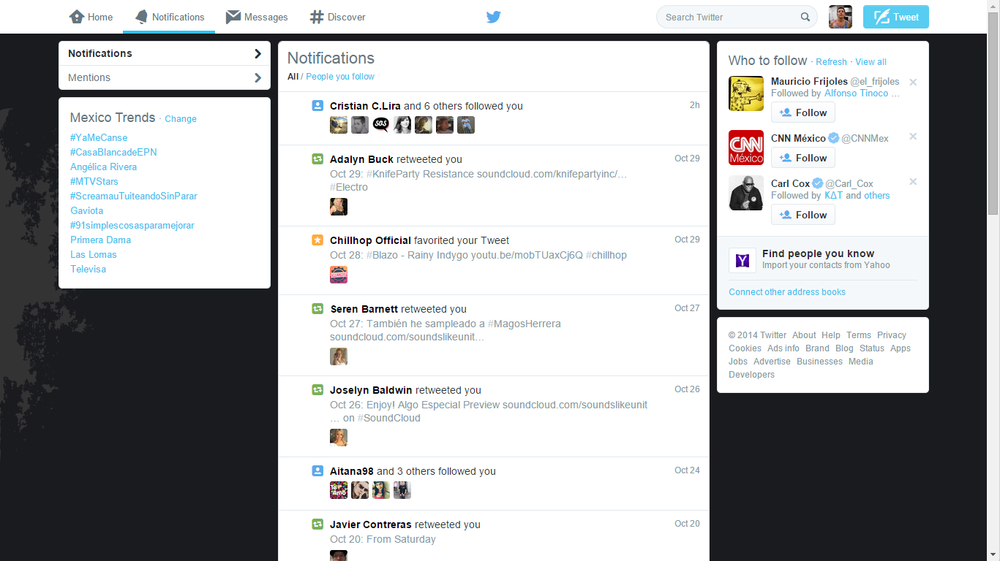 Home Notifications Messages Discover Search Twitter Tweet
Notifications
Mentions
Mexico Trends · Change
#YaMeCanse
#CasaBlancadeEPN
Angélica Rivera
#MTVStars
#ScreamauTuiteandoSinParar
Gaviota
#91simplescosasparamejorar
Primera Dama
Las Lomas
Televisa
Notifications
All / People you follow
Cristian C.Lira and 6 others followed you 2h
SOS
Adalyn Buck retweeted you Oct 29
Oct 29: #KnifeParty Resistance soundcloud.com/knifepartyinc/…
#Electro
Chillhop Official favorited your Tweet Oct 29
Oct 28: #Blazo - Rainy Indygo youtu.be/mobTUaxCj6Q #chillhop
Seren Barnett retweeted you Oct 27
Oct 27: También he sampleado a #MagosHerrera
soundcloud.com/soundslikeunit…
Joselyn Baldwin retweeted you Oct 26
Oct 26: Enjoy! Algo Especial Preview soundcloud.com/soundslikeunit
… on #SoundCloud
Aitana98 and 3 others followed you Oct 24
Javier Contreras retweeted you Oct 20
Oct 20: From Saturday
Who to follow · Refresh · View all
Mauricio Frijoles @el_frijoles
Followed by Alfonso Tinoco ...
Follow
CNN México @CNNMex
CNN
México
Follow
Carl Cox @Carl_Cox
Followed by ₭ΔT and others
Follow
Y
Find people you know
Import your contacts from Yahoo
Connect other address books
© 2014 Twitter About Help Terms Privacy
Cookies Ads info Brand Blog Status Apps
Jobs Advertise Businesses Media
Developers